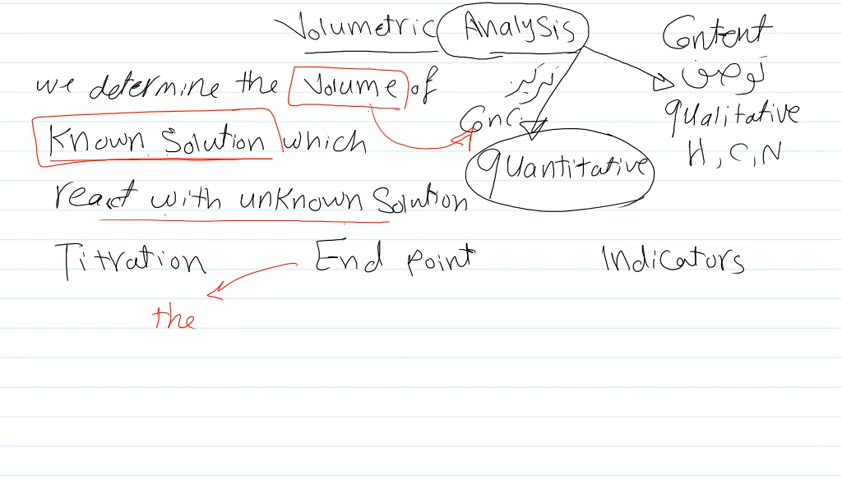 Volumetric Analysis
we determine the Volume of
Known Solution which
react with unknown Solution
تركيز
Conc
quantitative
Content
توصف
qualitative
H, C, N
Titration End point Indicators
the